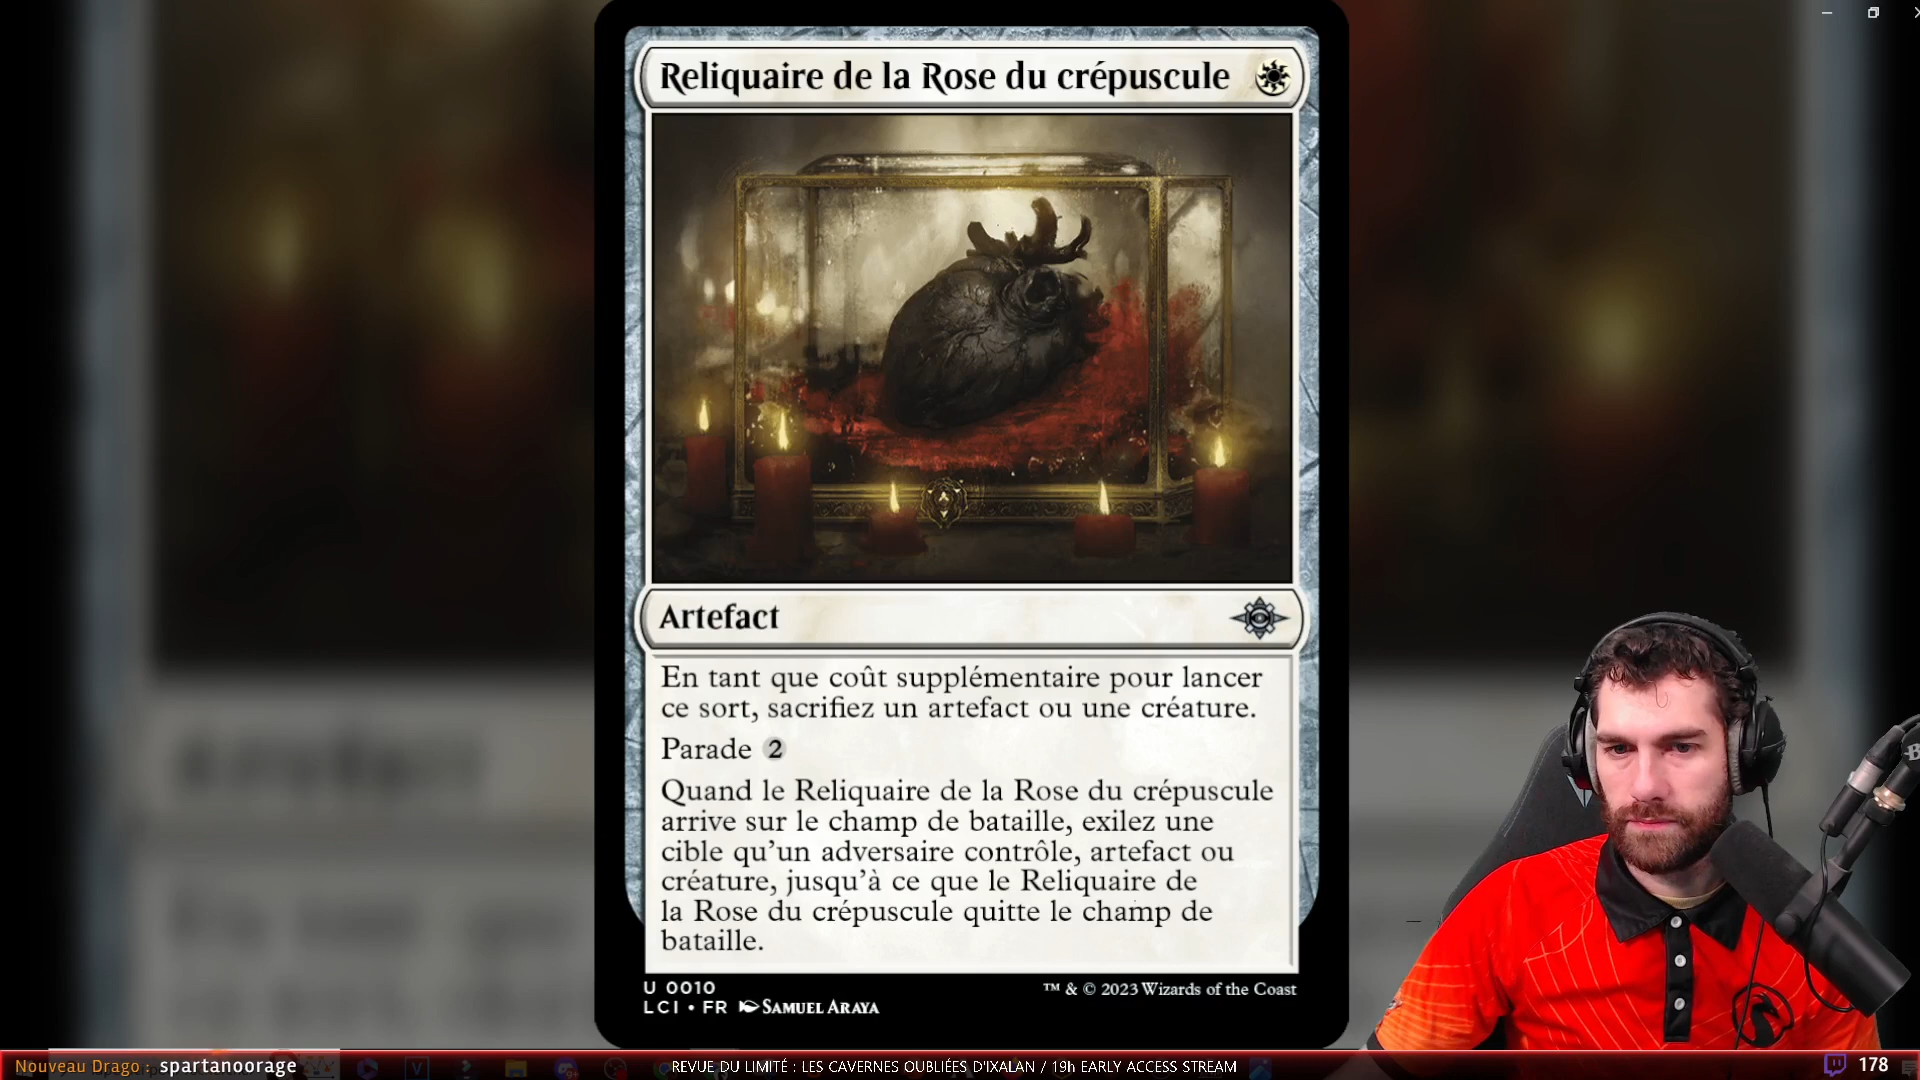 Reliquaire de la Rose du crépuscule
Artefact
En tant que coût supplémentaire pour lancer
ce sort, sacrifiez un artefact ou une créature.
Parade 2
Quand le Reliquaire de la Rose du crépuscule
arrive sur le champ de bataille, exilez une
cible qu'un adversaire contrôle, artefact ou
créature, jusqu'à ce que le Reliquaire de
la Rose du crépuscule quitte le champ de
bataille.
U 0010
LCI • FR SAMUEL ARAYA
™ & © 2023 Wizards of the Coast
Nouveau Drago : spartanoorage
REVUE DU LIMITÉ : LES CAVERNES OUBLIÉES D'IXALAN / 19h EARLY ACCESS STREAM
178